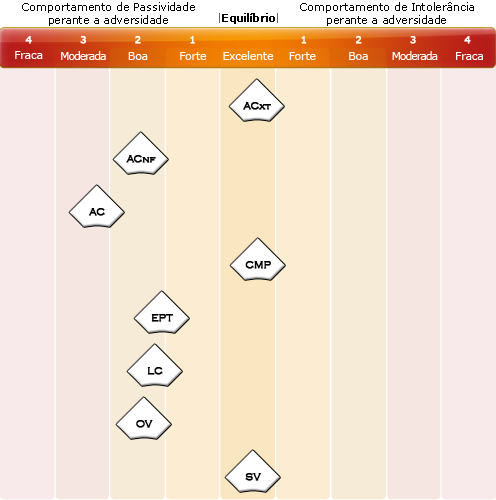 Comportamento de Passividade
perante a adversidade
|Equilíbrio|
Comportamento de Intolerância
perante a adversidade
4 3 2 1 1 2 3 4
Fraca Moderada Boa Forte Excelente Forte Boa Moderada Fraca
ACXT
ACNF
AC
CMP
EPT
LC
OV
SV